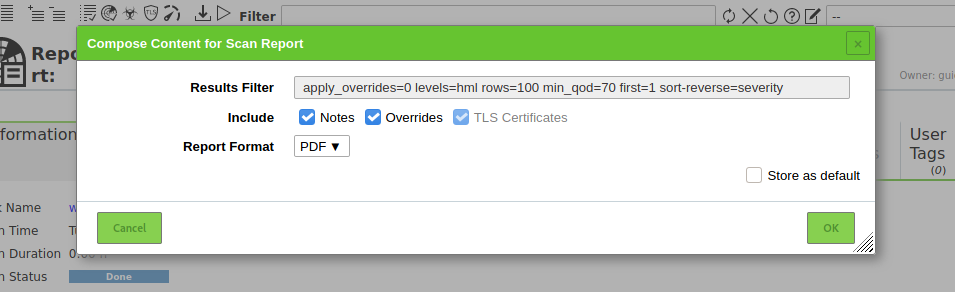 Filter
--
Compose Content for Scan Report
×
Repo
rt:
Owner: gu
Results Filter
apply_overrides=0 levels=hml rows=100 min_qod=70 first=1 sort-reverse=severity
Include
Notes
Overrides
TLS Certificates
formation
User
Tags
(0)
Report Format
PDF ▼
Store as default
Name
Time
Duration
0.
Status
Done
Cancel
OK